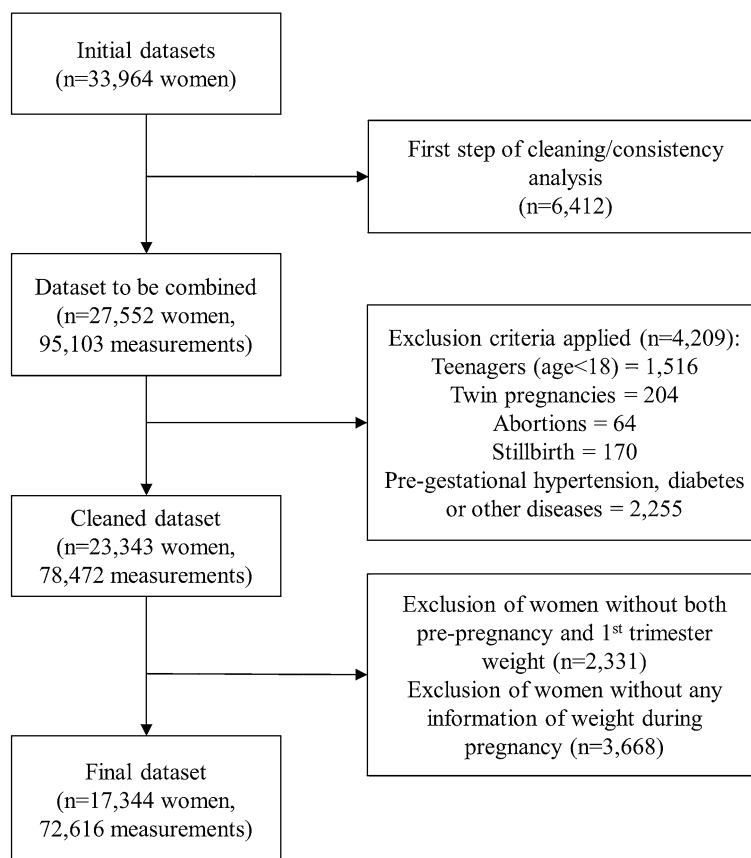 Initial datasets
(n=33,964 women)
First step of cleaning/consistency
analysis
(n=6,412)
Dataset to be combined
(n=27,552 women,
95,103 measurements)
Exclusion criteria applied (n=4,209):
Teenagers (age<18) = 1,516
Twin pregnancies = 204
Abortions = 64
Stillbirth = 170
Pre-gestational hypertension, diabetes
or other diseases = 2,255
Cleaned dataset
(n=23,343 women,
78,472 measurements)
Exclusion of women without both
pre-pregnancy and 1st trimester
weight (n=2,331)
Exclusion of women without any
information of weight during
pregnancy (n=3,668)
Final dataset
(n=17,344 women,
72,616 measurements)